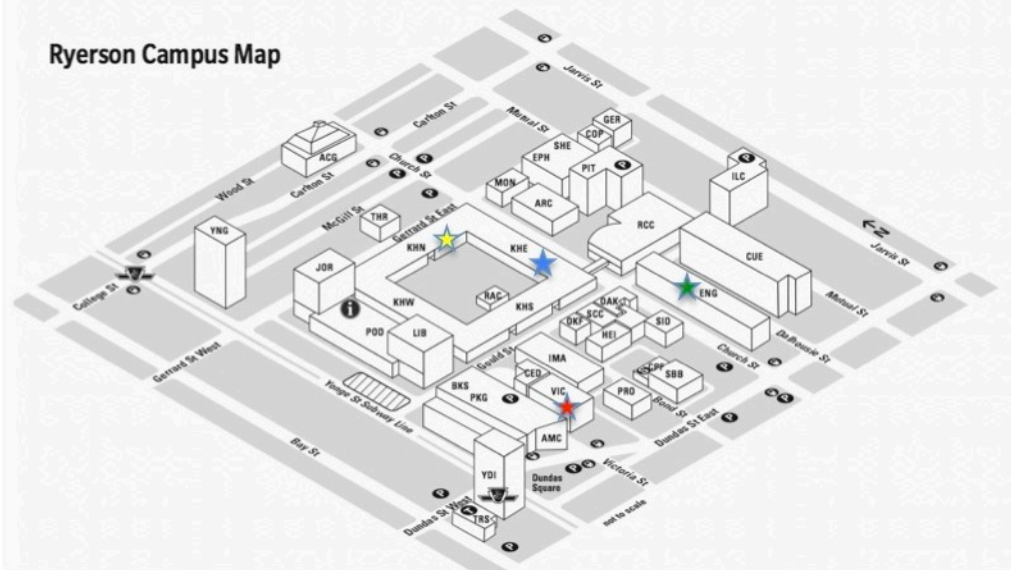 Ryerson Campus Map
Jarvis St
Carlton St
Mutual St
GER
COP
SHE
EPH
PIT
P
ACG
Church St
P
P
P
ILC
P
Wood St
Carlton St
MON
ARC
McGill St
THR
Gerrard St East
RCC
YNG
KHN
KHE
N
Jarvis St
CUE
JOR
College St
RAC
ENG
KHW
KHS
DAK
i
SCC
Mutual St
POD
LIB
DKF
HEI
SID
Dalhousie St
Gould St
IMA
Church St
Gerrard St West
CED
SBB
P
BKS
PKG
P
VIC
PRO
Bond St
P
Yonge St Subway Line
Dundas St East
P
AMC
Bay St
YDI
Dundas
Square
P
Victoria St
P
Dundas St West
TRS
not to scale
P